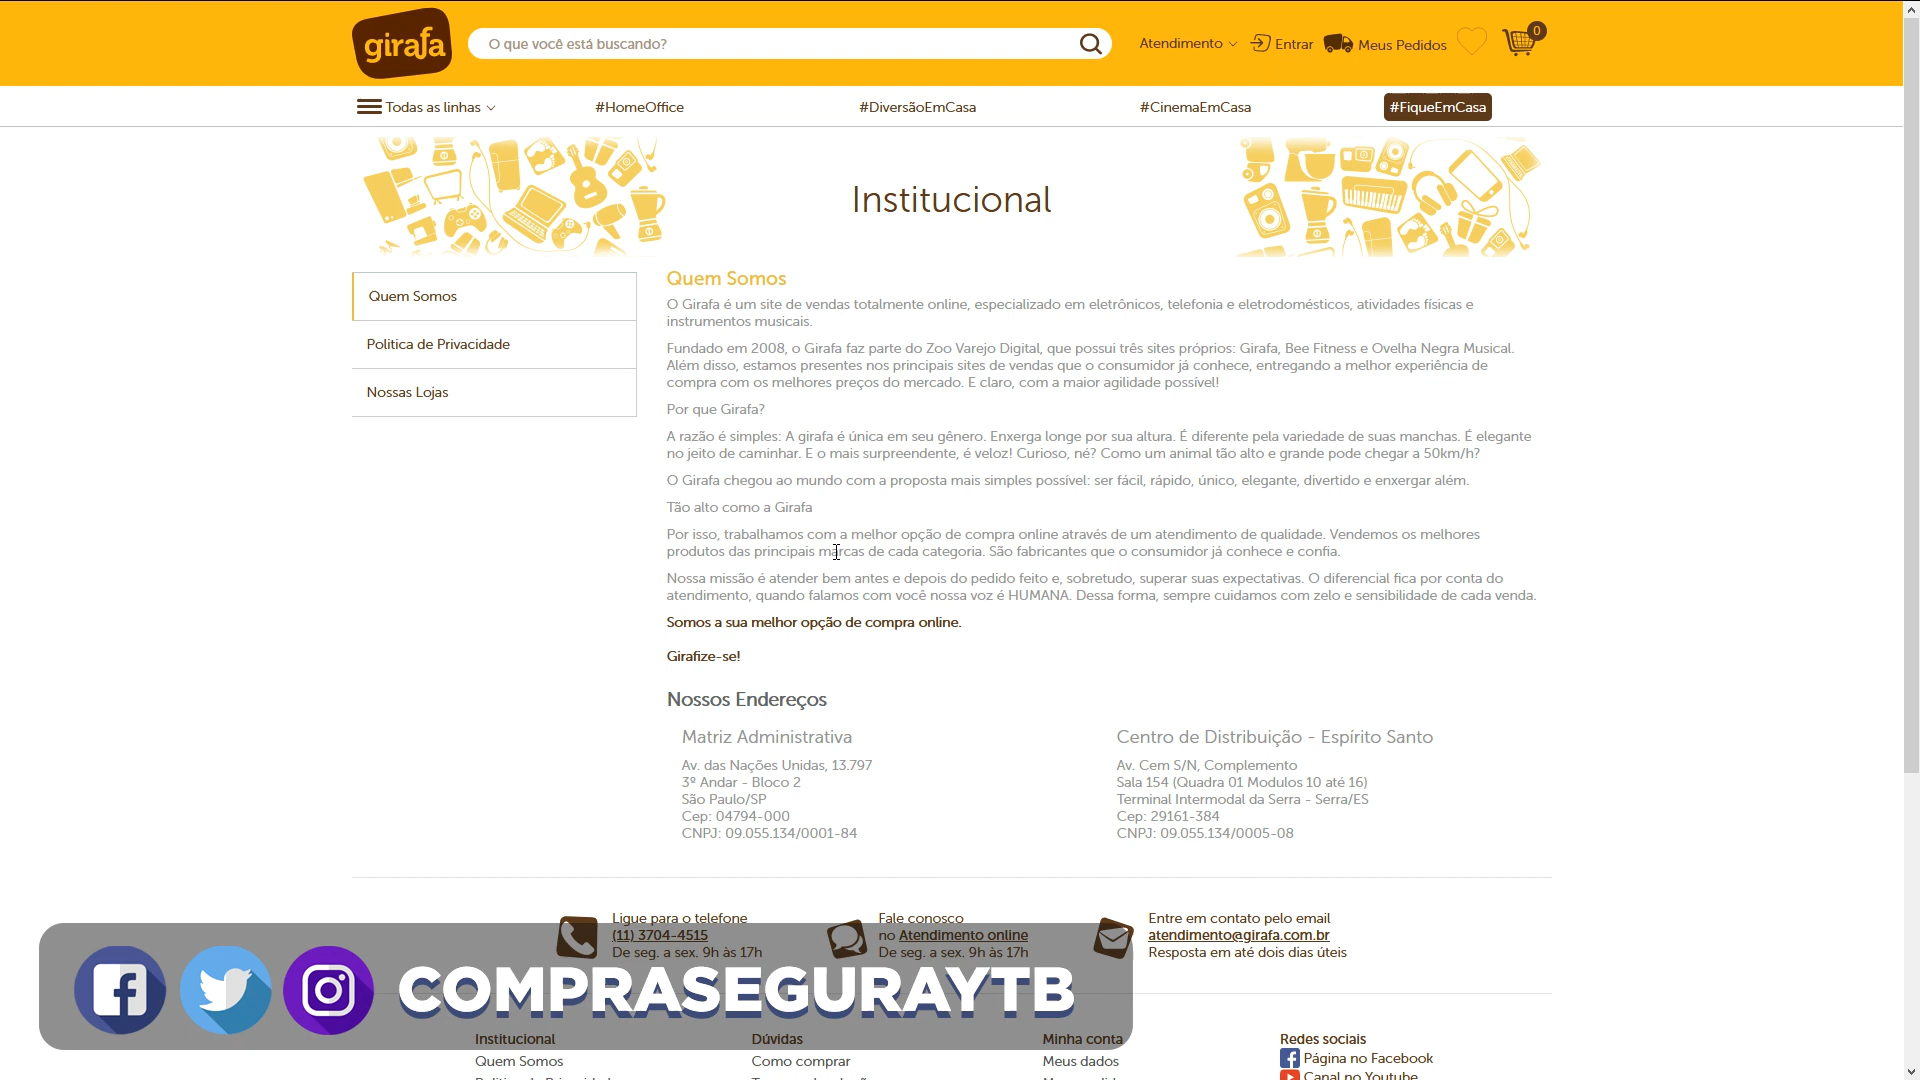 girafa
O que você está buscando?
Atendimento
Entrar
Meus Pedidos
0
Todas as linhas
#HomeOffice
#DiversãoEmCasa
#CinemaEmCasa
#FiqueEmCasa
Institucional
Quem Somos
Politica de Privacidade
Nossas Lojas
Quem Somos
O Girafa é um site de vendas totalmente online, especializado em eletrônicos, telefonia e eletrodomésticos, atividades físicas e
instrumentos musicais.
Fundado em 2008, o Girafa faz parte do Zoo Varejo Digital, que possui três sites próprios: Girafa, Bee Fitness e Ovelha Negra Musical.
Além disso, estamos presentes nos principais sites de vendas que o consumidor já conhece, entregando a melhor experiência de
compra com os melhores preços do mercado. E claro, com a maior agilidade possível!
Por que Girafa?
A razão é simples: A girafa é única em seu gênero. Enxerga longe por sua altura. É diferente pela variedade de suas manchas. É elegante
no jeito de caminhar. E o mais surpreendente, é veloz! Curioso, né? Como um animal tão alto e grande pode chegar a 50km/h?
O Girafa chegou ao mundo com a proposta mais simples possível: ser fácil, rápido, único, elegante, divertido e enxergar além.
Tão alto como a Girafa
Por isso, trabalhamos com a melhor opção de compra online através de um atendimento de qualidade. Vendemos os melhores
produtos das principais marcas de cada categoria. São fabricantes que o consumidor já conhece e confia.
Nossa missão é atender bem antes e depois do pedido feito e, sobretudo, superar suas expectativas. O diferencial fica por conta do
atendimento, quando falamos com você nossa voz é HUMANA. Dessa forma, sempre cuidamos com zelo e sensibilidade de cada venda.
Somos a sua melhor opção de compra online.
Girafize-se!
Nossos Endereços
Matriz Administrativa
Av. das Nações Unidas, 13.797
3º Andar - Bloco 2
São Paulo/SP
Cep: 04794-000
CNPJ: 09.055.134/0001-84
Centro de Distribuição - Espírito Santo
Av. Cem S/N, Complemento
Sala 154 (Quadra 01 Modulos 10 até 16)
Terminal Intermodal da Serra - Serra/ES
Cep: 29161-384
CNPJ: 09.055.134/0005-08
Ligue para o telefone
(11) 3704-4515
De seg. a sex. 9h às 17h
Fale conosco
no Atendimento online
De seg. a sex. 9h às 17h
Entre em contato pelo email
atendimento@girafa.com.br
Resposta em até dois dias úteis
COMPRASEGURAYTB
Institucional
Quem Somos
Dúvidas
Como comprar
Minha conta
Meus dados
Redes sociais
Página no Facebook
Canal no Youtube